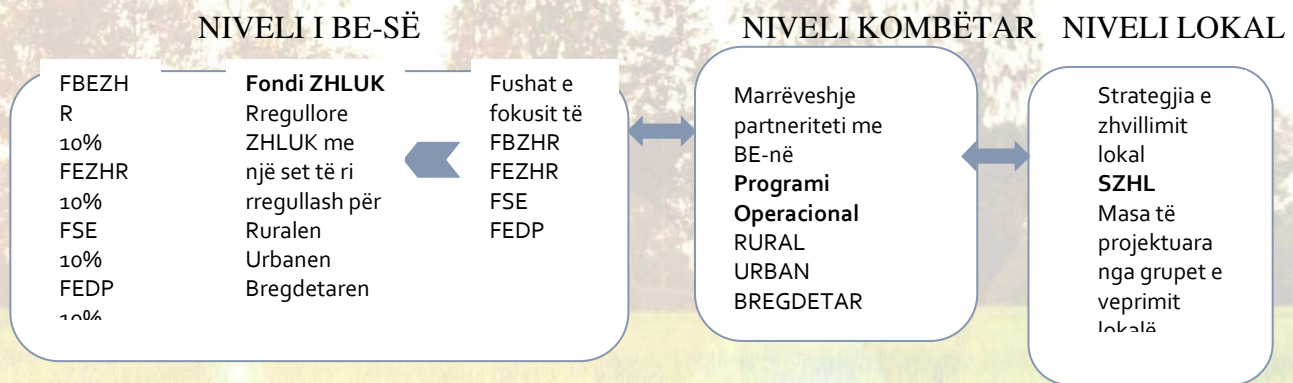 NIVELI I BE-SË
NIVELI KOMBËTAR
NIVELI LOKAL
FBEZH
R
10%
FEZHR
10%
FSE
10%
FEDP
10%
Fondi ZHLUK
Rregullore
ZHLUK me
një set të ri
rregullash për
Ruralen
Urbanen
Bregdetaren
Fushat e
fokusit të
FBZHR
FEZHR
FSE
FEDP
Marrëveshje
partneriteti me
BE-në
Programi
Operacional
RURAL
URBAN
BREGDETAR
Strategjia e
zhvillimit
lokal
SZHL
Masa të
projektuara
nga grupet e
veprimit
lokalë